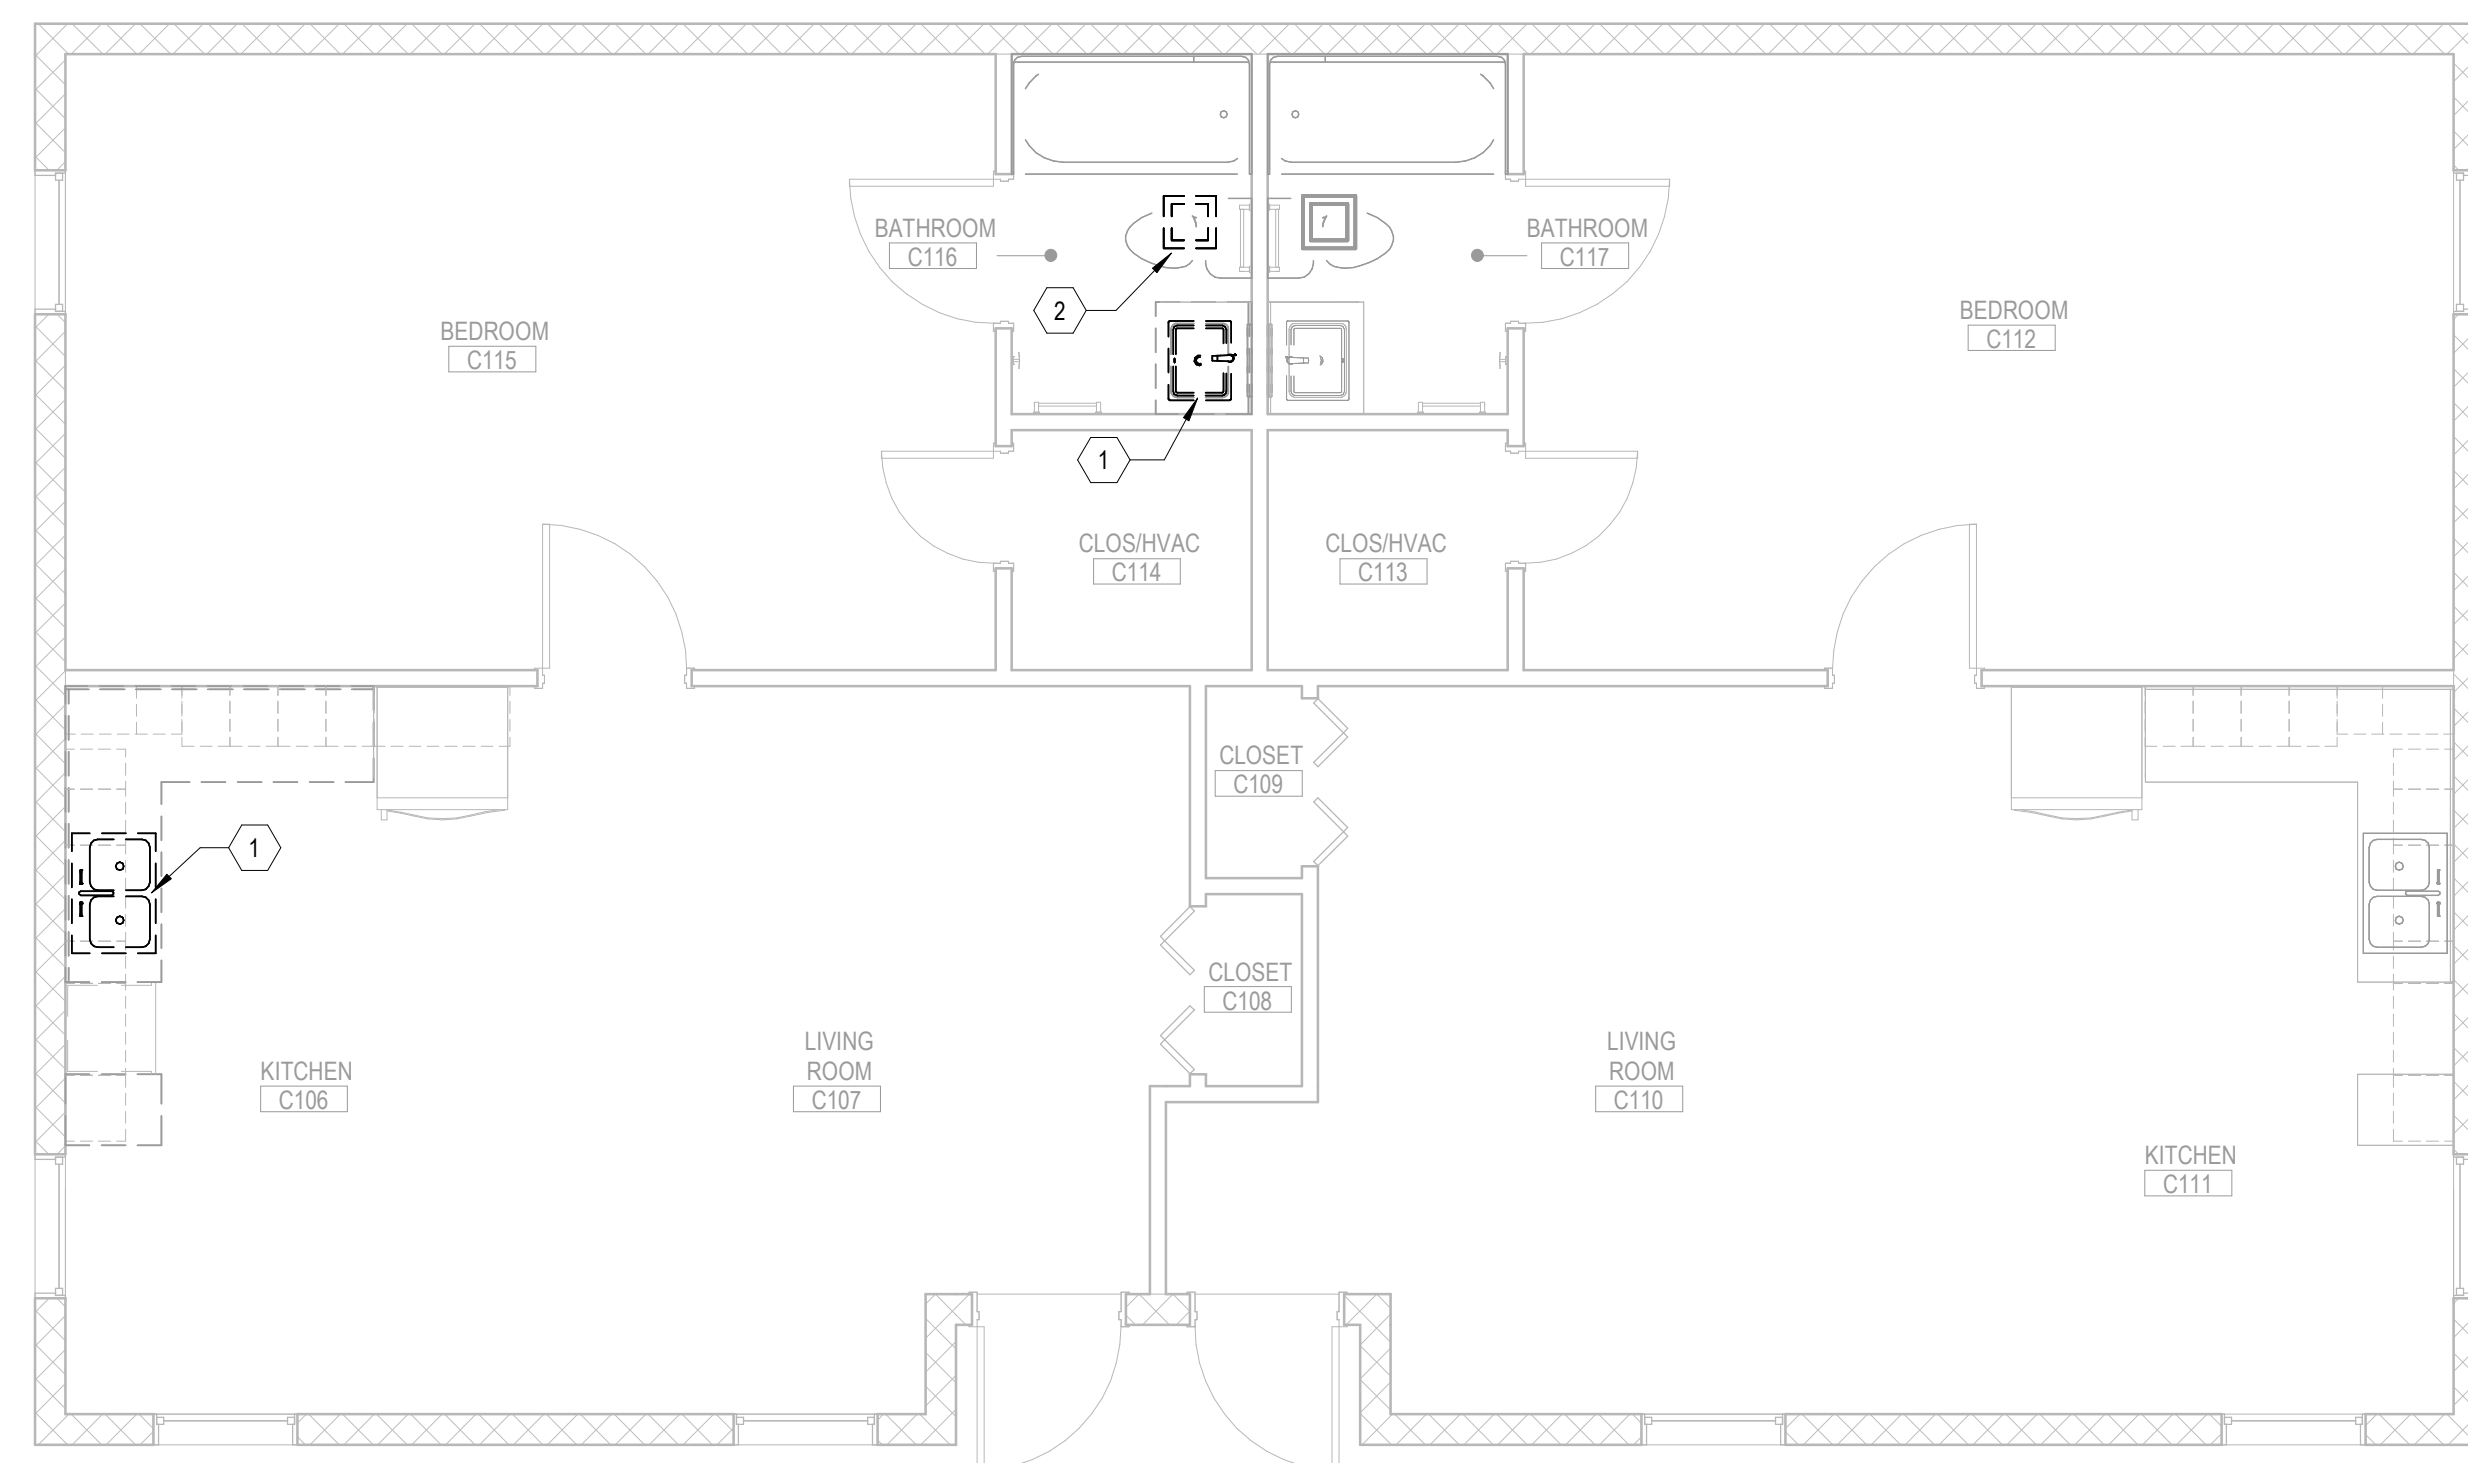 BATHROOM
C116
BATHROOM
C117
2
BEDROOM
C115
BEDROOM
C112
1
CLOS/HVAC
C114
CLOS/HVAC
C113
CLOSET
C109
1
CLOSET
C108
KITCHEN
C106
LIVING
ROOM
C107
LIVING
ROOM
C110
KITCHEN
C111